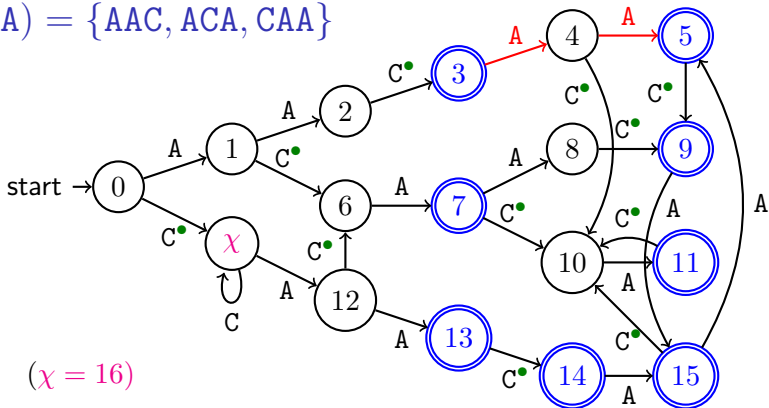 A) = {AAC, ACA, CAA}
A 4 A 5
C• 3 C• C•
A 2
A 1 C• A 8 C• 9
start 0 6 A 7 C• A A
C• χ C• 10 C• 11
A A
C 12 A 13 C•
(χ = 16) C• 14 A 15